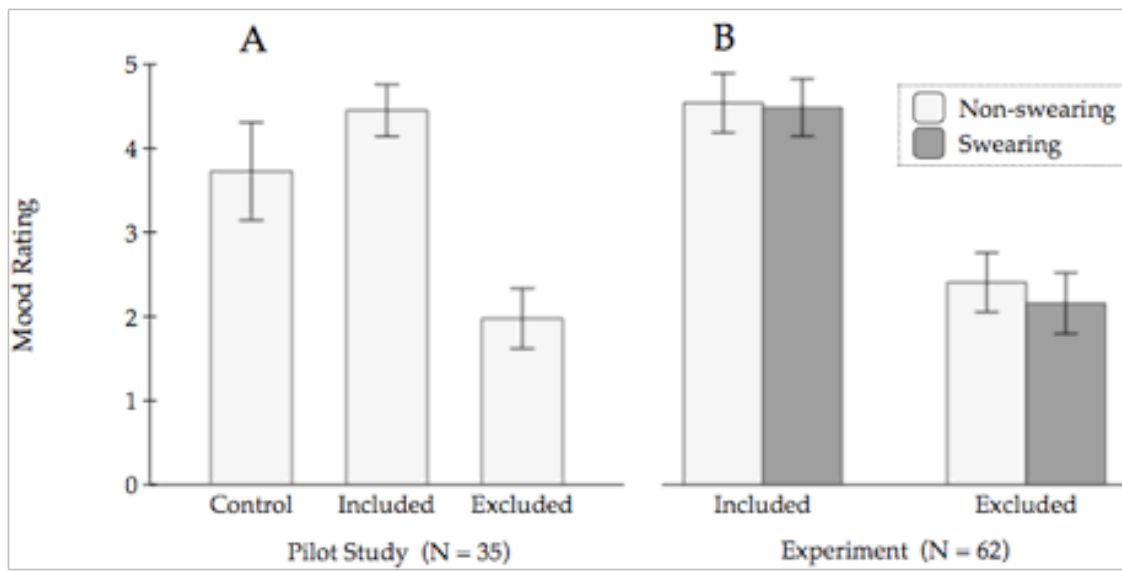 A
B
5
4
3
2
1
0
Mood Rating
Non-swearing
Swearing
Control Included Excluded
Included Excluded
Pilot Study (N = 35)
Experiment (N = 62)